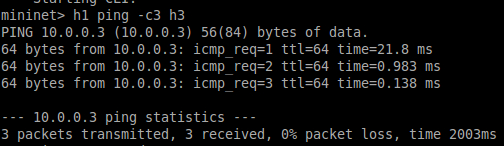 Starting CLI:
mininet> h1 ping -c3 h3
PING 10.0.0.3 (10.0.0.3) 56(84) bytes of data.
64 bytes from 10.0.0.3: icmp_req=1 ttl=64 time=21.8 ms
64 bytes from 10.0.0.3: icmp_req=2 ttl=64 time=0.983 ms
64 bytes from 10.0.0.3: icmp_req=3 ttl=64 time=0.138 ms
--- 10.0.0.3 ping statistics ---
3 packets transmitted, 3 received, 0% packet loss, time 2003ms